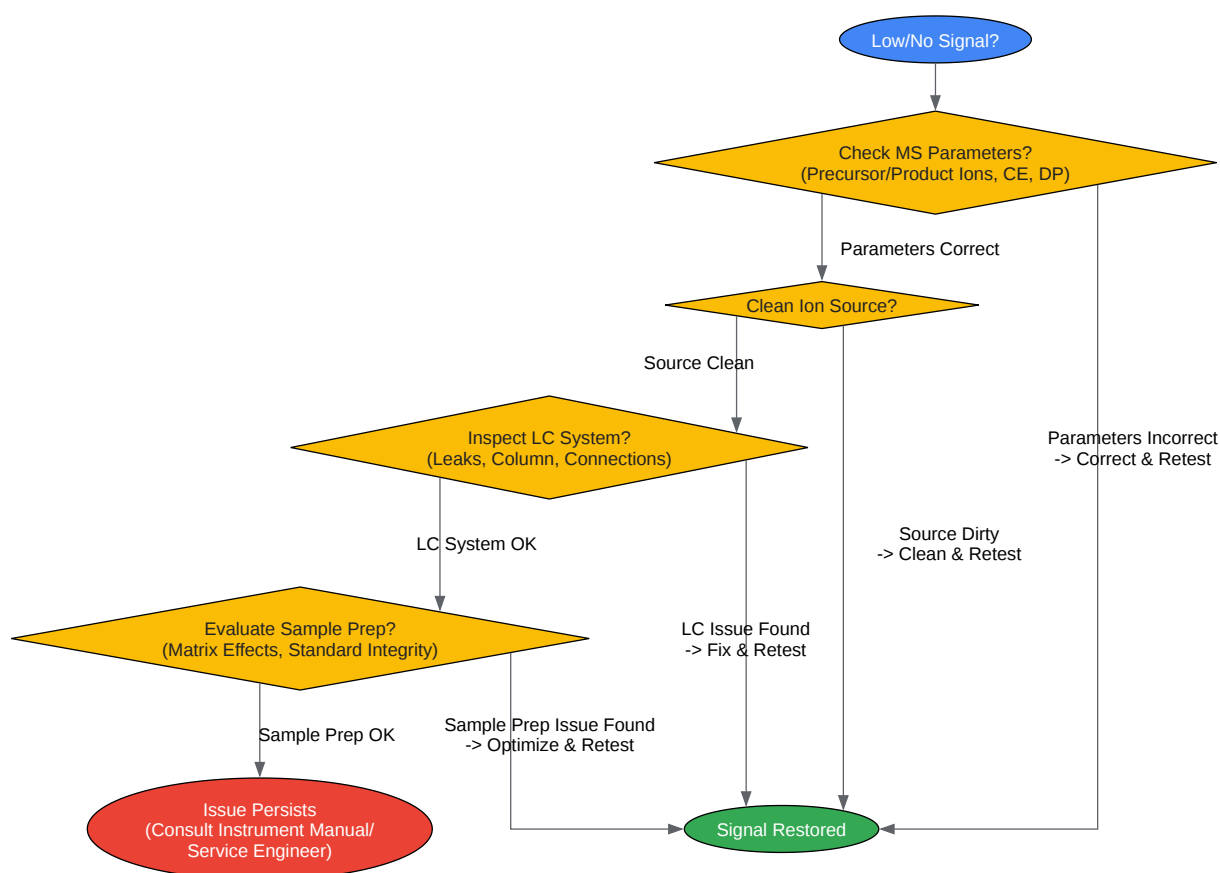 Low/No Signal?
Check MS Parameters?
(Precursor/Product Ions, CE, DP)
Parameters Correct
Clean Ion Source?
Source Clean
Inspect LC System?
(Leaks, Column, Connections)
Parameters Incorrect
-> Correct & Retest
LC System OK
Source Dirty
-> Clean & Retest
Evaluate Sample Prep?
(Matrix Effects, Standard Integrity)
LC Issue Found
-> Fix & Retest
Sample Prep OK
Sample Prep Issue Found
-> Optimize & Retest
Issue Persists
(Consult Instrument Manual/
Service Engineer)
Signal Restored